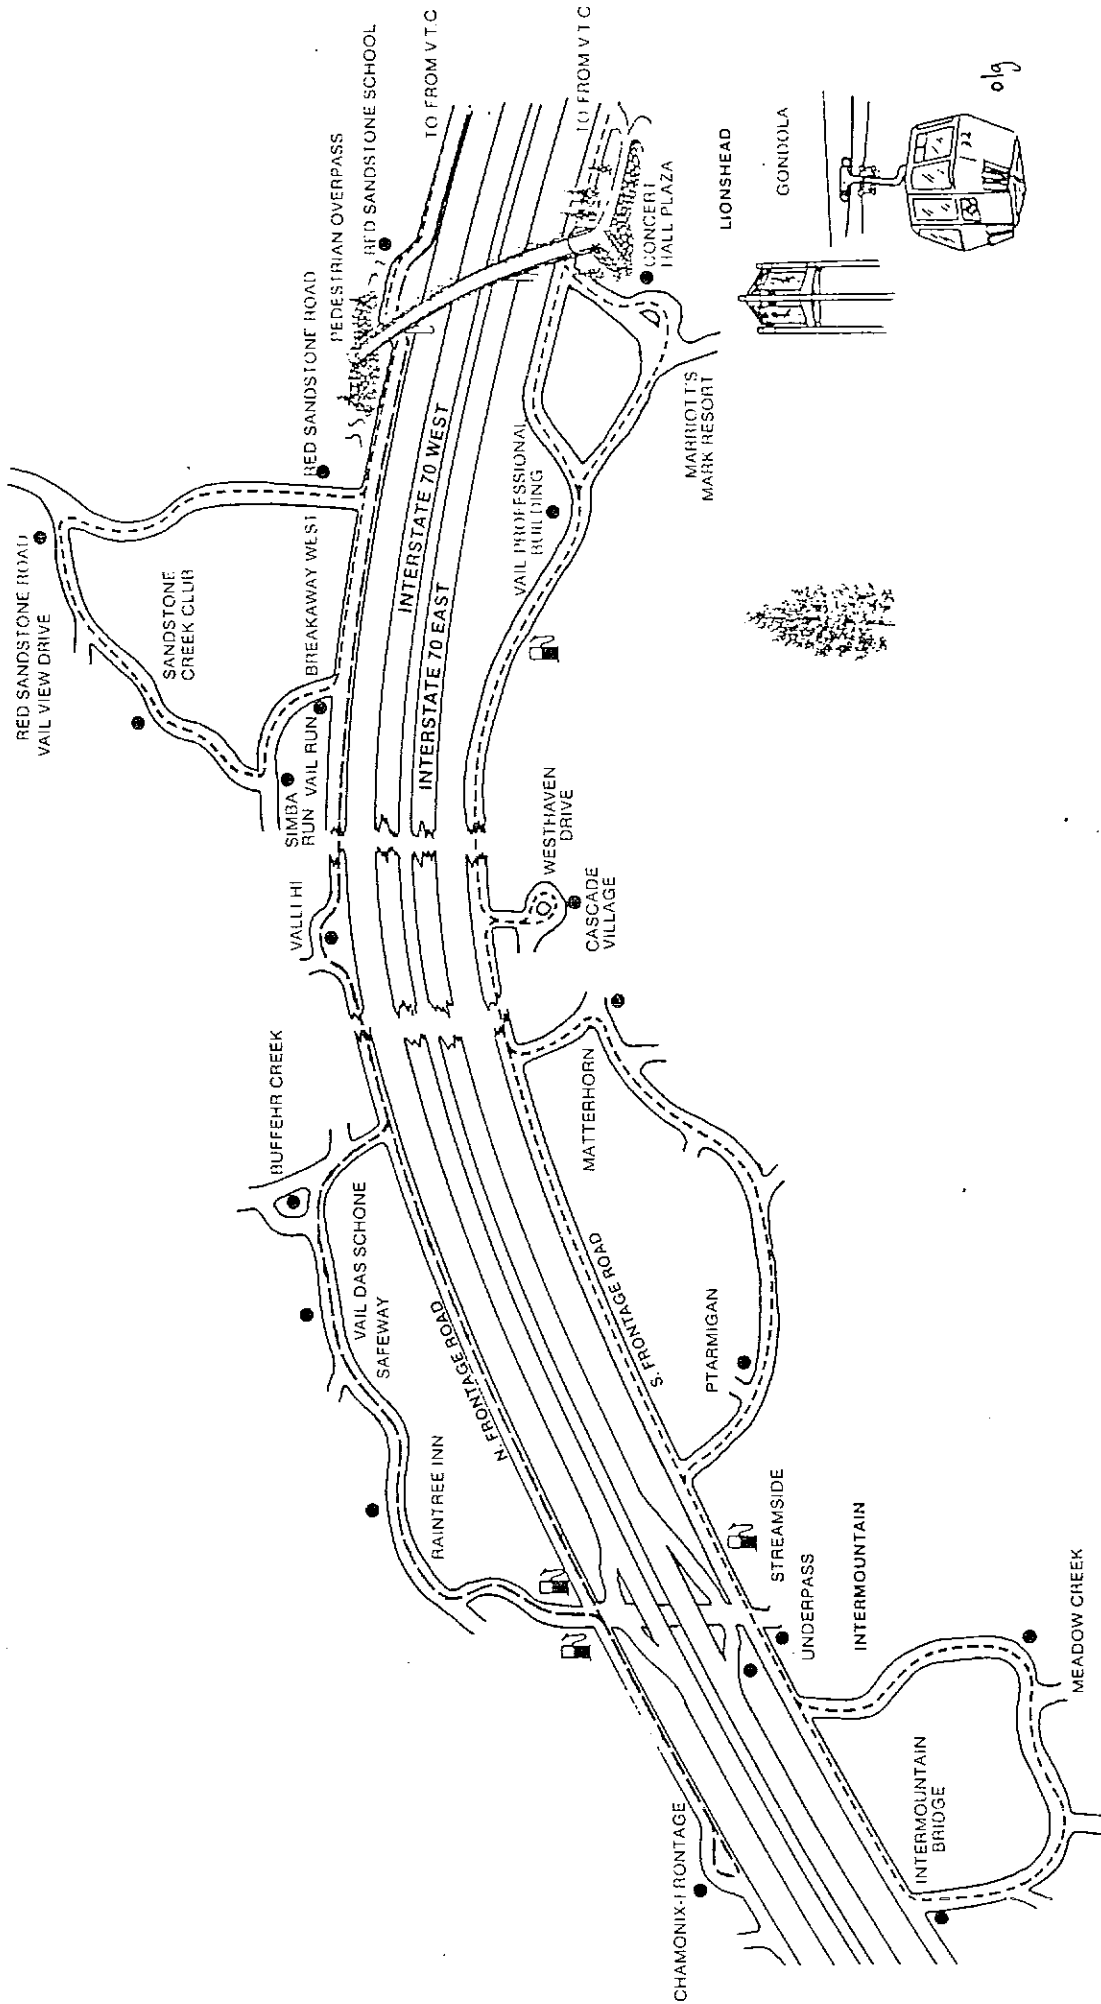 RED SANDSTONE ROAD
VAIL VIEW DRIVE
SANDSTONE
CREEK CLUB
SIMBA
RUN
VAIL RUN
BREAKAWAY WEST
RED SANDSTONE ROAD
PEDESTRIAN OVERPASS
RED SANDSTONE SCHOOL
TO FROM V T C
VALLI HI
BUFFEHR CREEK
VAIL DAS SCHONE
SAFEWAY
RAINTREE INN
CHAMONIX-FRONTAGE
N. FRONTAGE ROAD
INTERSTATE 70 WEST
INTERSTATE 70 EAST
S. FRONTAGE ROAD
TO FROM V T C
CONCERT
HALL PLAZA
VAIL PROFESSIONAL
BUILDING
MARRIOTT'S
MARK RESORT
LIONSHEAD
GONDOLA
WESTHAVEN
DRIVE
CASCADE
VILLAGE
MATTERHORN
PTARMIGAN
STREAMSIDE
UNDERPASS
INTERMOUNTAIN
INTERMOUNTAIN
BRIDGE
MEADOW CREEK